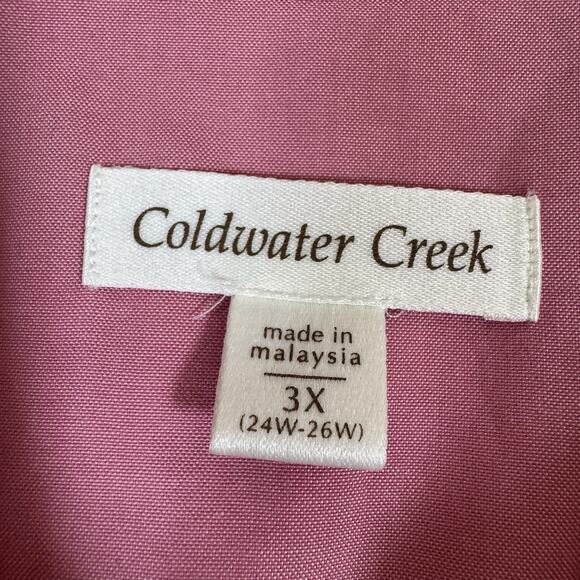 Coldwater Creek
made in
malaysia
3X
(24W-26W)